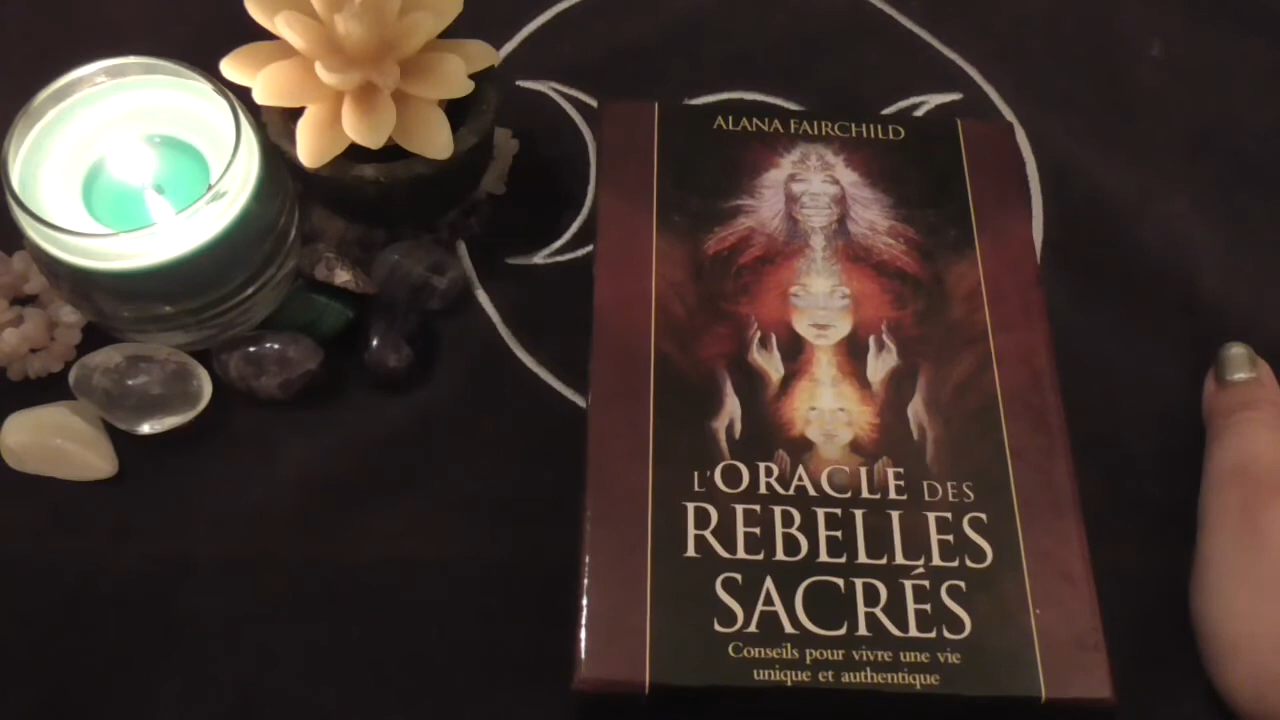 ALANA FAIRCHILD
L'ORACLE DES
REBELLES
SACRÉS
Conseils pour vivre une vie
unique et authentique